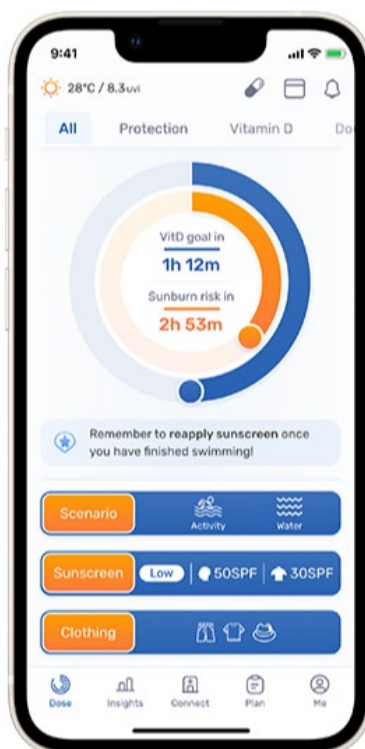 9:41
28°C / 8.3uvi
All Protection Vitamin D Do
VitD goal in
1h 12m
Sunburn risk in
2h 53m
Remember to reapply sunscreen once
you have finished swimming!
Scenario Activity Water
Sunscreen Low 50SPF 30SPF
Clothing
Dose Insights Connect Plan Me